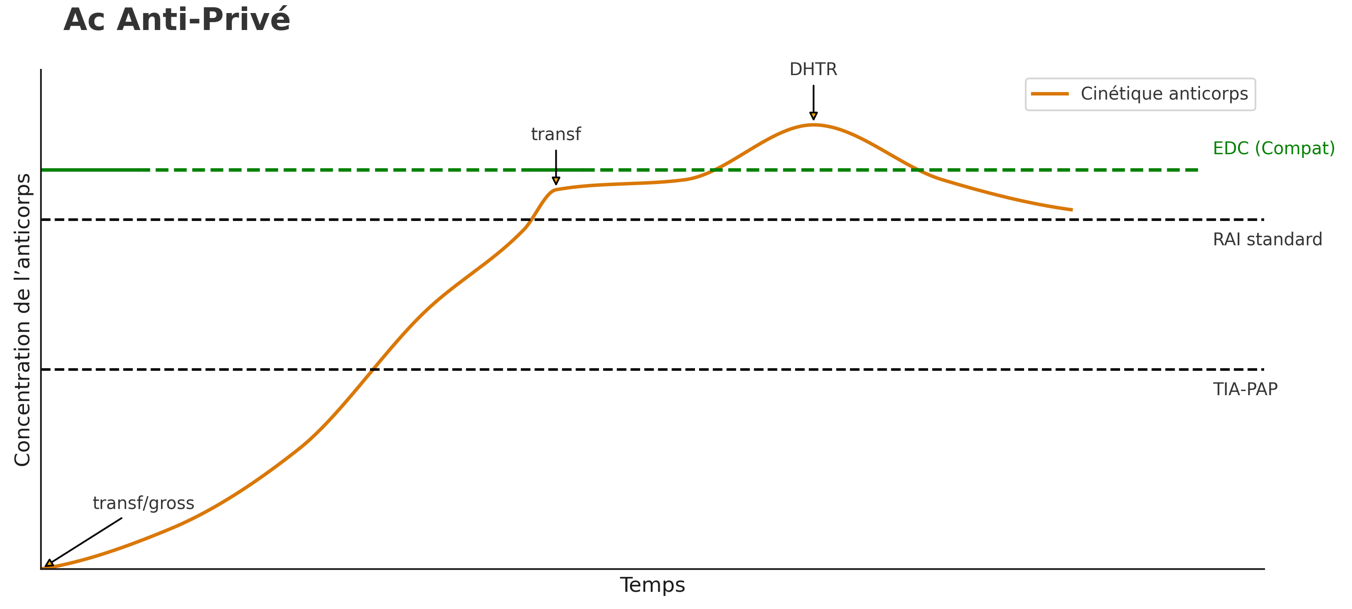 Ac Anti-Privé
DHTR
Cinétique anticorps
transf
EDC (Compat)
RAI standard
Concentration de l’anticorps
TIA-PAP
transf/gross
Temps